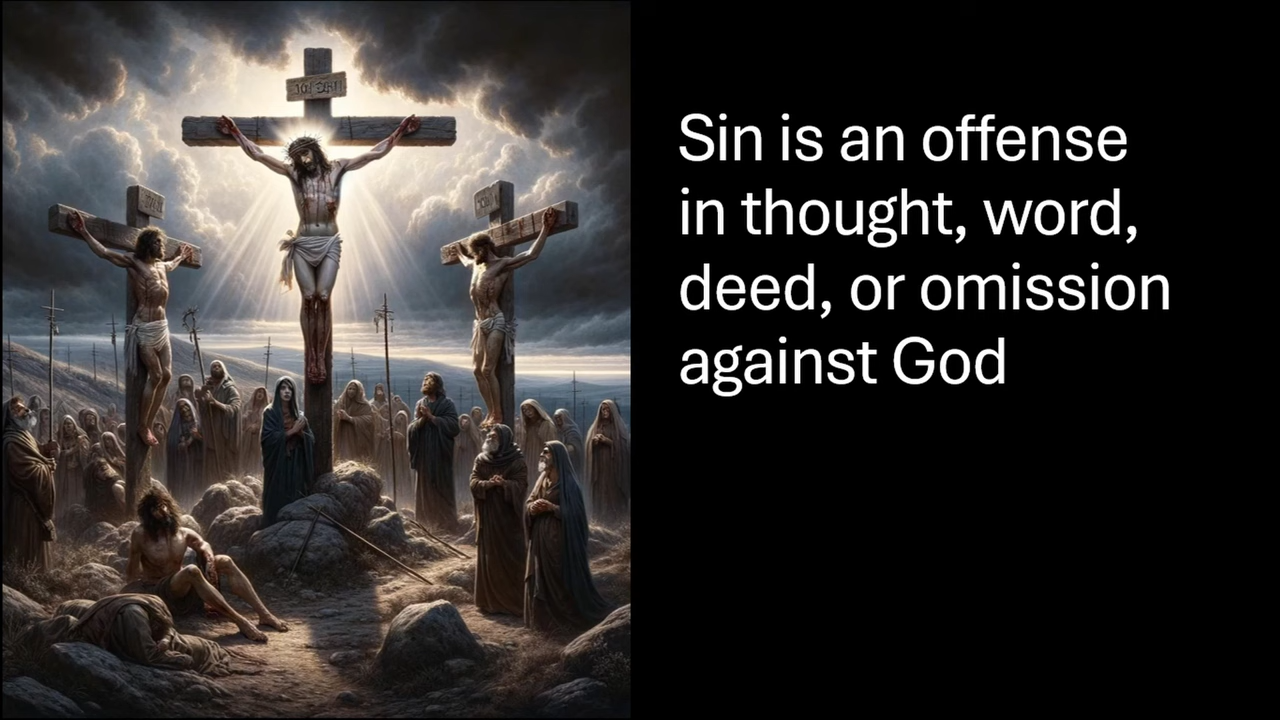 Sin is an offense
in thought, word,
deed, or omission
against God